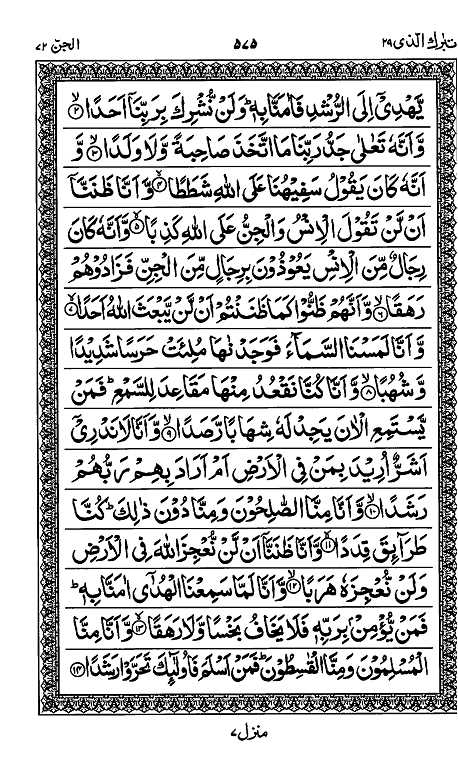 تبٰرك الذی ۲۹ ۵۷۵ الجن ۷۲
یَّهْدِیْۤ اِلَی الرُّشْدِ فَاٰمَنَّا بِهٖؕ وَلَنْ نُّشْرِكَ بِرَبِّنَاۤ اَحَدًا ۙ﴿۲﴾
وَّاَنَّهٗ تَعٰلٰی جَدُّ رَبِّنَا مَا اتَّخَذَ صَاحِبَةً وَّلَا وَلَدًا ۙ﴿۳﴾ وَّ
اَنَّهٗ كَانَ یَقُوْلُ سَفِیْهُنَا عَلَی اللّٰهِ شَطَطًا ۙ﴿۴﴾ وَّاَنَّا ظَنَنَّاۤ
اَنْ لَّنْ تَقُوْلَ الْاِنْسُ وَالْجِنُّ عَلَی اللّٰهِ كَذِبًا ۙ﴿۵﴾ وَّاَنَّهٗ كَانَ
رِجَالٌ مِّنَ الْاِنْسِ یَعُوْذُوْنَ بِرِجَالٍ مِّنَ الْجِنِّ فَزَادُوْهُمْ
رَهَقًا ۙ﴿۶﴾ وَّاَنَّهُمْ ظَنُّوْا كَمَا ظَنَنْتُمْ اَنْ لَّنْ یَّبْعَثَ اللّٰهُ اَحَدًا ۙ﴿۷﴾
وَّاَنَّا لَمَسْنَا السَّمَآءَ فَوَجَدْنٰهَا مُلِئَتْ حَرَسًا شَدِیْدًا
وَّشُهُبًا ۙ﴿۸﴾ وَّاَنَّا كُنَّا نَقْعُدُ مِنْهَا مَقَاعِدَ لِلسَّمْعِؕ فَمَنْ
یَّسْتَمِعِ الْاٰنَ یَجِدْ لَهٗ شِهَابًا رَّصَدًا ۙ﴿۹﴾ وَّاَنَّا لَا نَدْرِیْۤ
اَشَرٌّ اُرِیْدَ بِمَنْ فِی الْاَرْضِ اَمْ اَرَادَ بِهِمْ رَبُّهُمْ
رَشَدًا ۙ﴿۱۰﴾ وَّاَنَّا مِنَّا الصّٰلِحُوْنَ وَمِنَّا دُوْنَ ذٰلِكَؕ كُنَّا
طَرَآىِٕقَ قِدَدًا ۙ﴿۱۱﴾ وَّاَنَّا ظَنَنَّاۤ اَنْ لَّنْ نُّعْجِزَ اللّٰهَ فِی الْاَرْضِ
وَلَنْ نُّعْجِزَهٗ هَرَبًا ۙ﴿۱۲﴾ وَّاَنَّا لَمَّا سَمِعْنَا الْهُدٰۤی اٰمَنَّا بِهٖؕ
فَمَنْ یُّؤْمِنْۢ بِرَبِّهٖ فَلَا یَخَافُ بَخْسًا وَّلَا رَهَقًا ۙ﴿۱۳﴾ وَّاَنَّا مِنَّا
الْمُسْلِمُوْنَ وَمِنَّا الْقٰسِطُوْنَؕ فَمَنْ اَسْلَمَ فَاُولٰٓىِٕكَ تَحَرَّوْا رَشَدًا ﴿۱۴﴾
منزل ۷